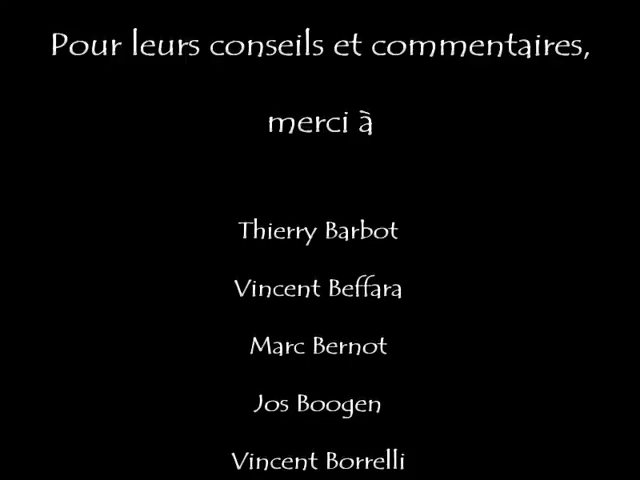 Pour leurs conseils et commentaires,
merci à
Thierry Barbot
Vincent Beffara
Marc Bernot
Jos Boogen
Vincent Borrelli